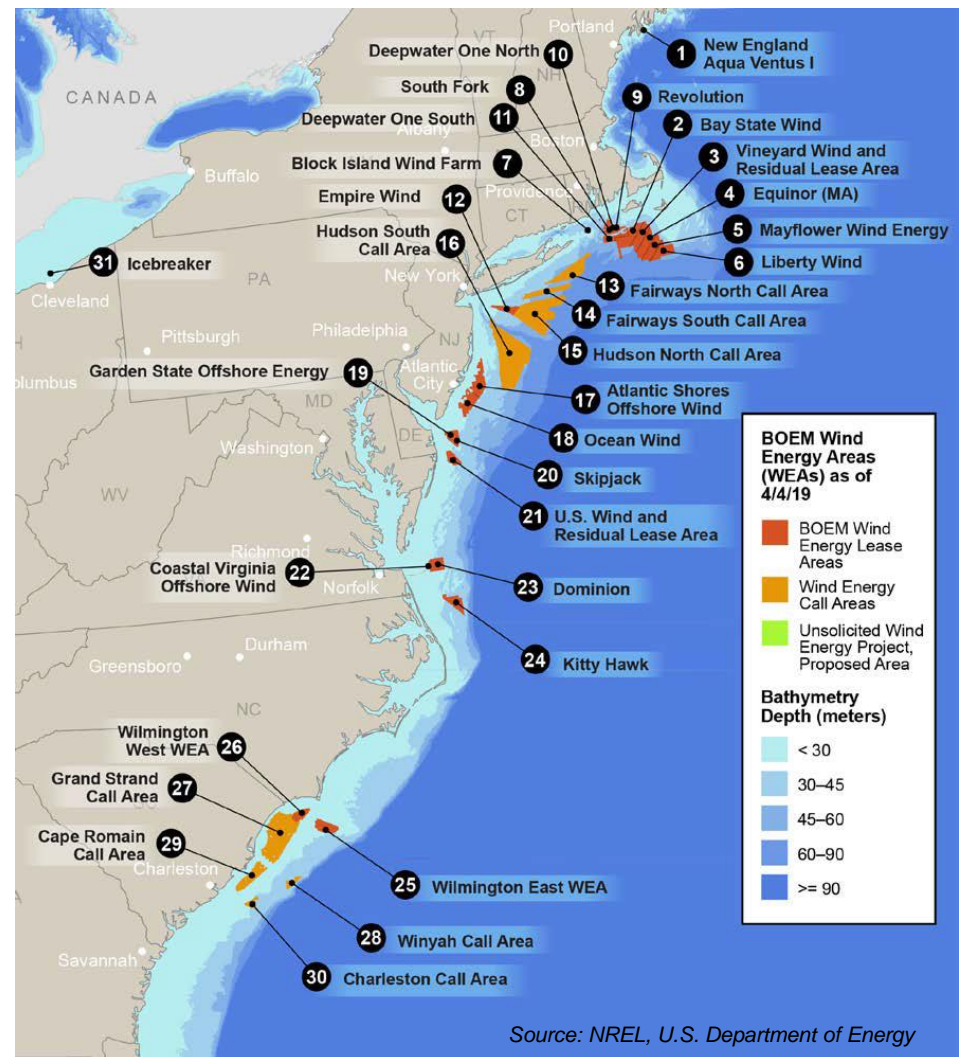 Portland
1
New England
Aqua Ventus I
VT
NH
Deepwater One North
10
South Fork
8
9
Revolution
CANADA
Deepwater One South
11
2
Bay State Wind
Albany
Boston
3
Vineyard Wind and
Residual Lease Area
Block Island Wind Farm
7
Buffalo
Providence
4
Equinor (MA)
Empire Wind
12
CT
RI
5
Mayflower Wind Energy
Hudson South
Call Area
16
6
Liberty Wind
31
Icebreaker
PA
New York
13
Fairways North Call Area
Cleveland
14
Fairways South Call Area
Pittsburgh
Philadelphia
NJ
15
Hudson North Call Area
Garden State Offshore Energy
19
Atlantic
City
17
Atlantic Shores
Offshore Wind
olumbus
MD
18
Ocean Wind
Washington
DE
20
Skipjack
WV
21
U.S. Wind and
Residual Lease Area
Richmond
Coastal Virginia
Offshore Wind
22
Norfolk
23
Dominion
24
Kitty Hawk
Durham
Greensboro
NC
Wilmington
West WEA
26
Grand Strand
Call Area
27
Cape Romain
Call Area
29
Charleston
25
Wilmington East WEA
28
Winyah Call Area
Savannah
30
Charleston Call Area
BOEM Wind
Energy Areas
(WEAs) as of
4/4/19
BOEM Wind
Energy Lease
Areas
Wind Energy
Call Areas
Unsolicited Wind
Energy Project,
Proposed Area
Bathymetry
Depth (meters)
< 30
30–45
45–60
60–90
>= 90
Source: NREL, U.S. Department of Energy